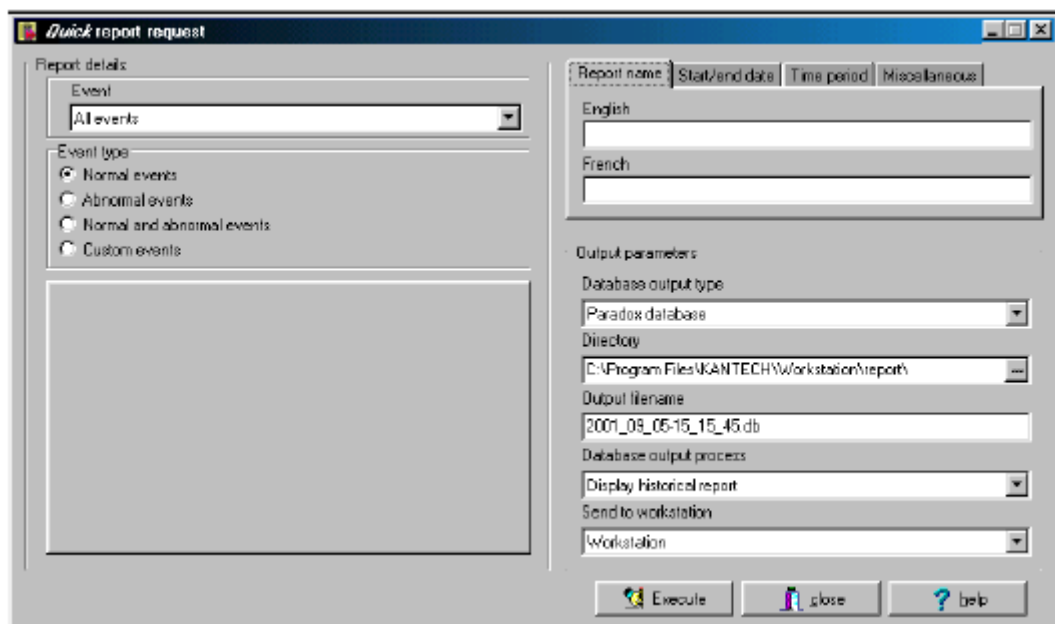 Quick report request
Report details
Event
All events
Event type
Normal events
Abnormal events
Normal and abnormal events
Custom events
Report name
Start/end date
Time period
Miscellaneous
English
French
Output parameters
Database output type
Paradox database
Directory
C:\Program Files\KANTECH\Workstation\report\
...
Output filename
2001_09_05-15_15_45.db
Database output process
Display historical report
Send to workstation
Workstation
Execute
close
? help